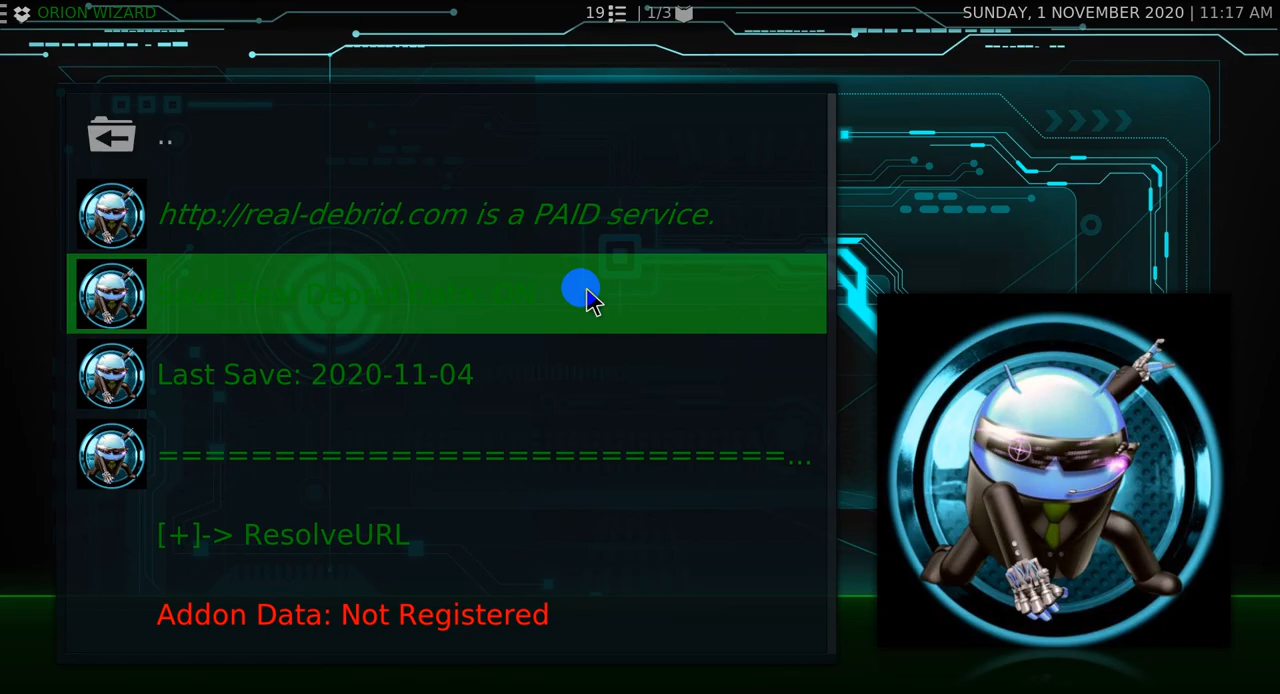 ORION WIZARD
19 | 1/3
SUNDAY, 1 NOVEMBER 2020 | 11:17 AM
..
http://real-debrid.com is a PAID service.
Last Save: 2020-11-04
===========================...
[+]-> ResolveURL
Addon Data: Not Registered